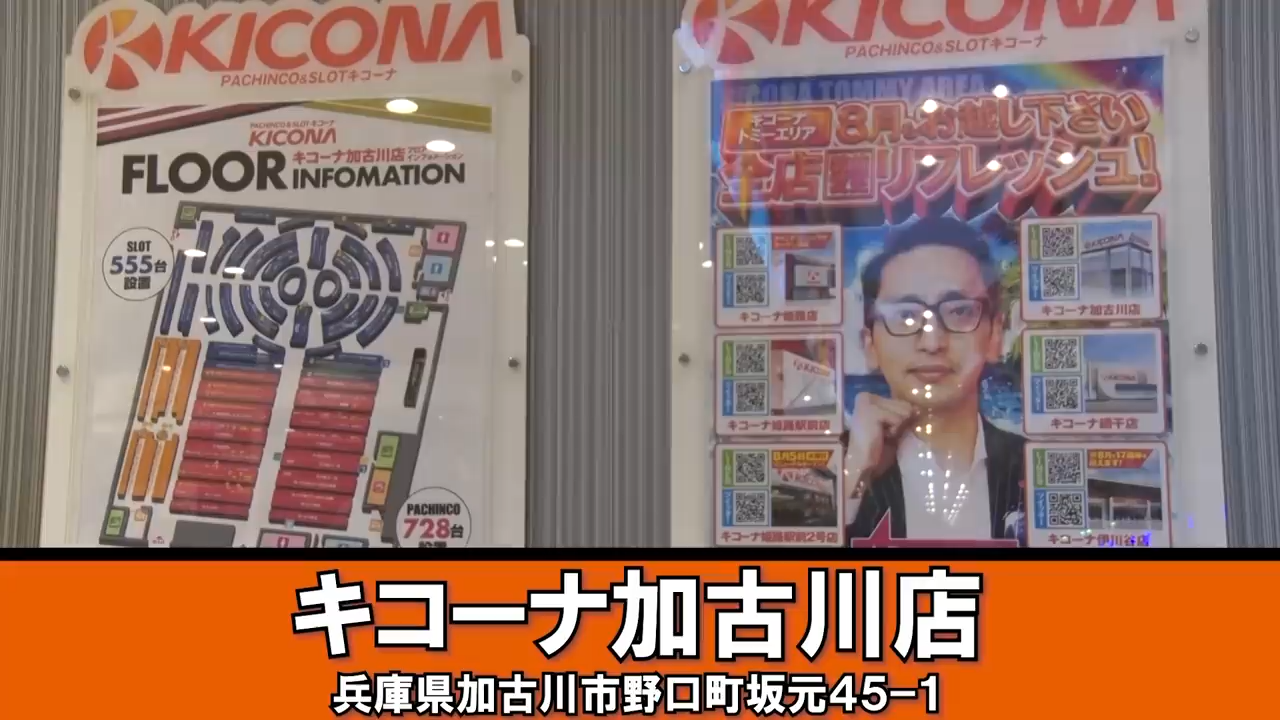 KICONA
PACHINCO&SLOTキコーナ
PACHINCO & SLOT キコーナ
KICONA
キコーナ加古川店
FLOOR INFOMATION
SLOT
555台
設置
PACHINCO
728台
設置
KICONA
PACHINCO&SLOTキコーナ
KICONA TOMMY AREA
キコーナ
トミーエリア
8月もお越し下さい
リフレッシュ!
キコーナ姫路店
キコーナ加古川店
キコーナ姫路駅前店
キコーナ網干店
キコーナ姫路駅前2号店
キコーナ伊川谷店
キコーナ加古川店
兵庫県加古川市野口町坂元45-1